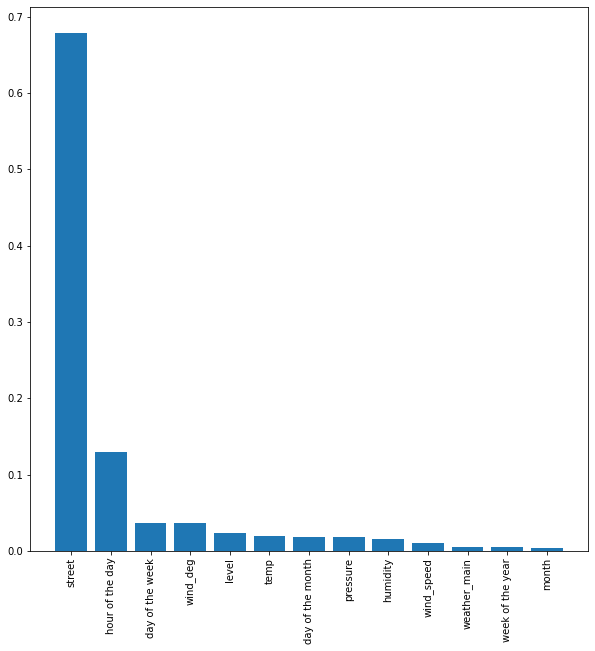 0.7
0.6
0.5
0.4
0.3
0.2
0.1
0.0
street
hour of the day
day of the week
wind_deg
level
temp
day of the month
pressure
humidity
wind_speed
weather_main
week of the year
month